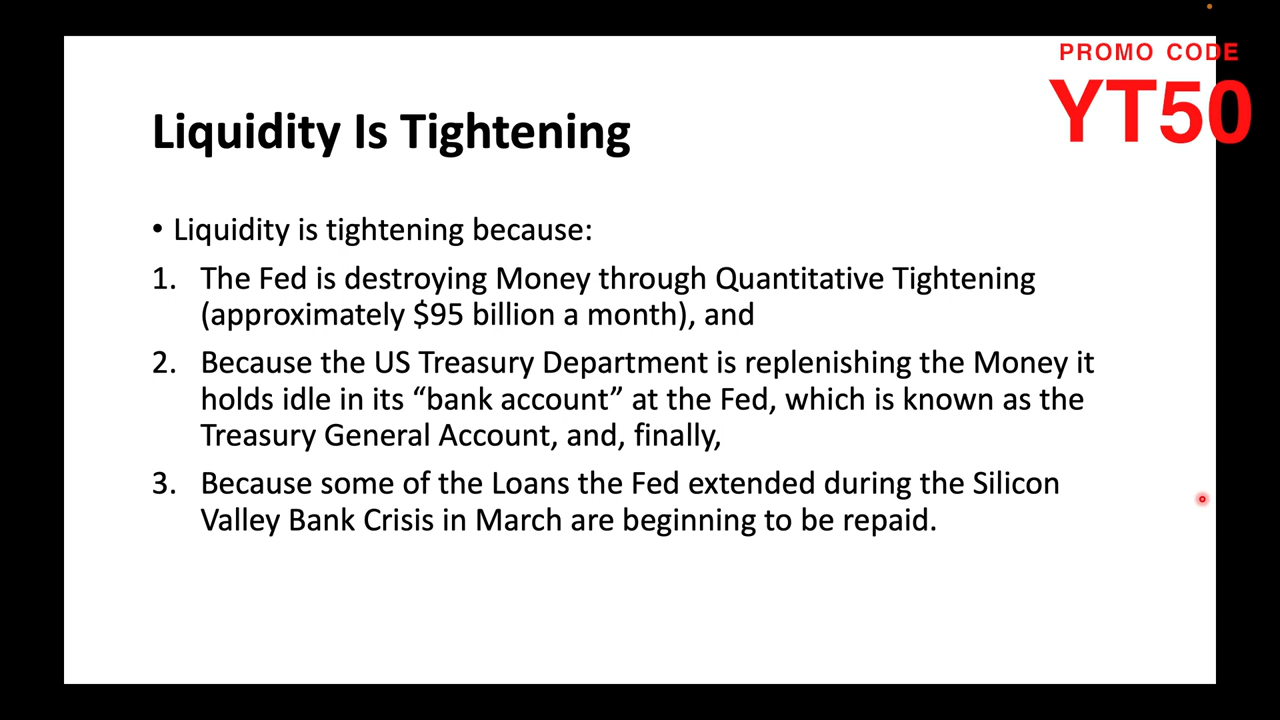 PROMO CODE
YT50
Liquidity Is Tightening
• Liquidity is tightening because:
1. The Fed is destroying Money through Quantitative Tightening
(approximately $95 billion a month), and
2. Because the US Treasury Department is replenishing the Money it
holds idle in its “bank account” at the Fed, which is known as the
Treasury General Account, and, finally,
3. Because some of the Loans the Fed extended during the Silicon
Valley Bank Crisis in March are beginning to be repaid.